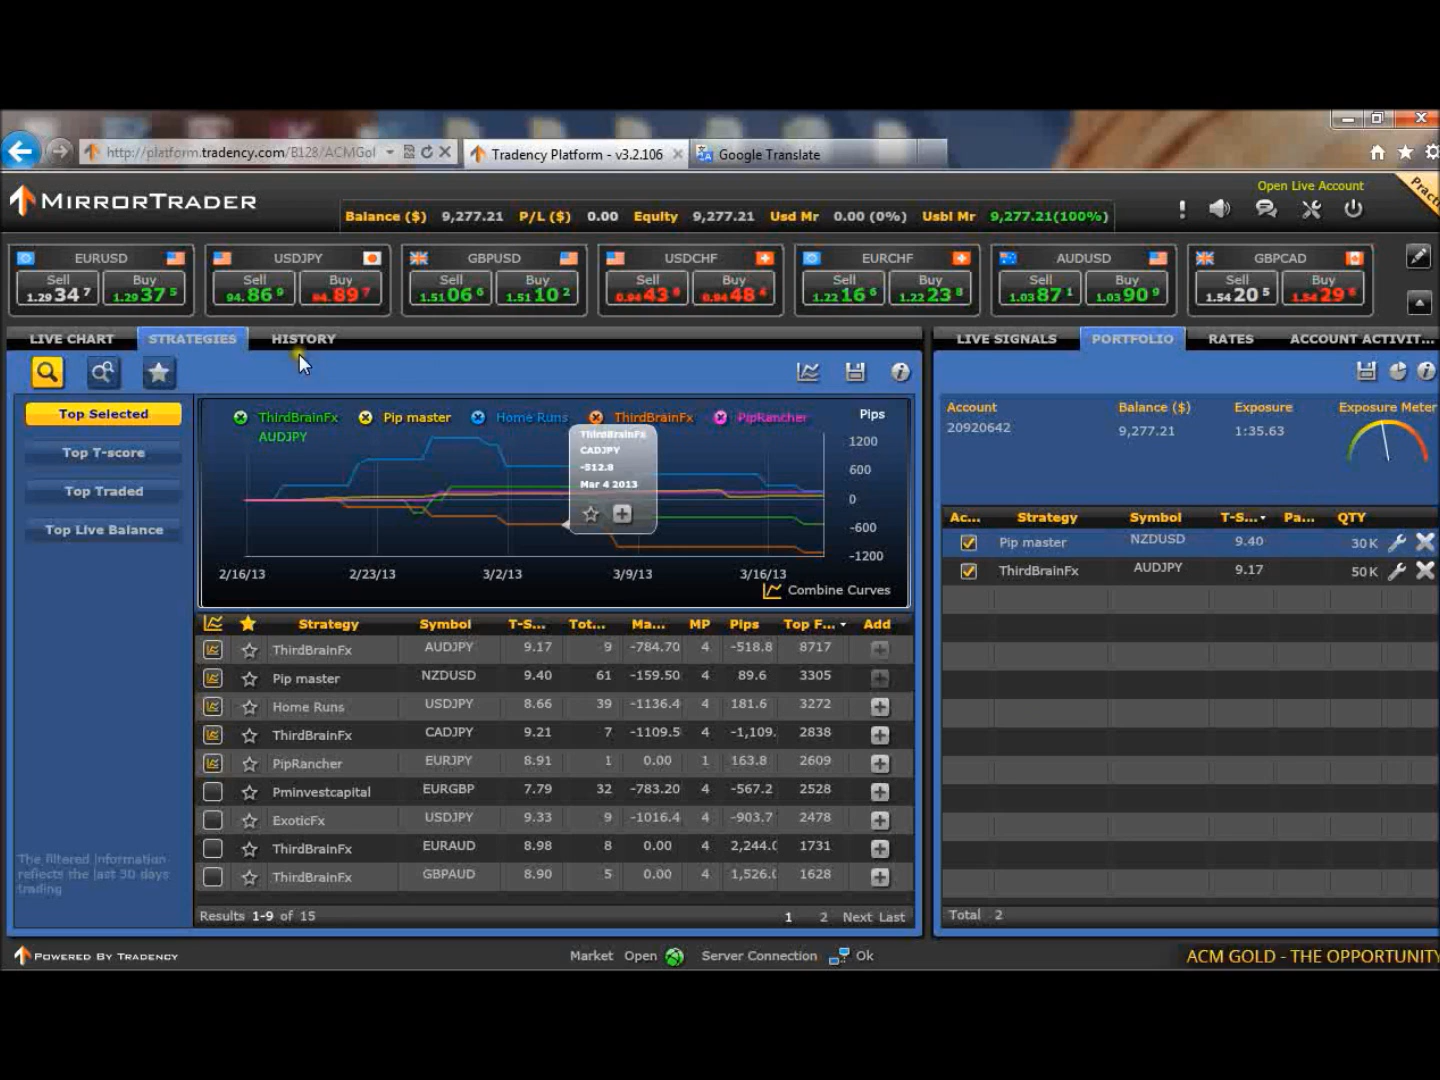 http://platform.tradency.com/B128/ACMGol
Tradency Platform - v3.2.106
Google Translate
MIRRORTRADER
Open Live Account
Practi
Balance ($) 9,277.21 P/L ($) 0.00 Equity 9,277.21 Usd Mr 0.00 (0%) Usbl Mr 9,277.21(100%)
EURUSD USDJPY GBPUSD USDCHF EURCHF AUDUSD GBPCAD
Sell Buy Sell Buy Sell Buy Sell Buy Sell Buy Sell Buy Sell Buy
1.29 34 7 1.29 37 5 94.86 9 94.89 7 1.51 06 6 1.51 10 2 0.94 43 0.94 48 1.22 16 6 1.22 23 8 1.03 87 1 1.03 90 9 1.54 20 5 1.54 29
LIVE CHART STRATEGIES HISTORY
LIVE SIGNALS PORTFOLIO RATES ACCOUNT ACTIVIT...
Top Selected
Top T-score
Top Traded
Top Live Balance
The filtered information
reflects the last 30 days
trading
ThirdBrainFx Pip master Home Runs ThirdBrainFx PipRancher Pips
AUDJPY
ThirdBrainFx
CADJPY
-512.8
Mar 4 2013
1200
600
0
-600
-1200
2/16/13 2/23/13 3/2/13 3/9/13 3/16/13
Combine Curves
Strategy Symbol T-S... Tot... Ma... MP Pips Top F... Add
ThirdBrainFx AUDJPY 9.17 9 -784.70 4 -518.8 8717
Pip master NZDUSD 9.40 61 -159.50 4 89.6 3305
Home Runs USDJPY 8.66 39 -1136.4 4 181.6 3272
ThirdBrainFx CADJPY 9.21 7 -1109.5 4 -1,109. 2838
PipRancher EURJPY 8.91 1 0.00 1 163.8 2609
Pminvestcapital EURGBP 7.79 32 -783.20 4 -567.2 2528
ExoticFx USDJPY 9.33 9 -1016.4 4 -903.7 2478
ThirdBrainFx EURAUD 8.98 8 0.00 4 2,244.0 1731
ThirdBrainFx GBPAUD 8.90 5 0.00 4 1,526.0 1628
Results 1-9 of 15
1 2 Next Last
Account Balance ($) Exposure Exposure Meter
20920642 9,277.21 1:35.63
Ac... Strategy Symbol T-S... Pa... QTY
Pip master NZDUSD 9.40 30K
ThirdBrainFx AUDJPY 9.17 50K
Total 2
POWERED BY TRADENCY
Market Open Server Connection Ok
ACM GOLD - THE OPPORTUNITY